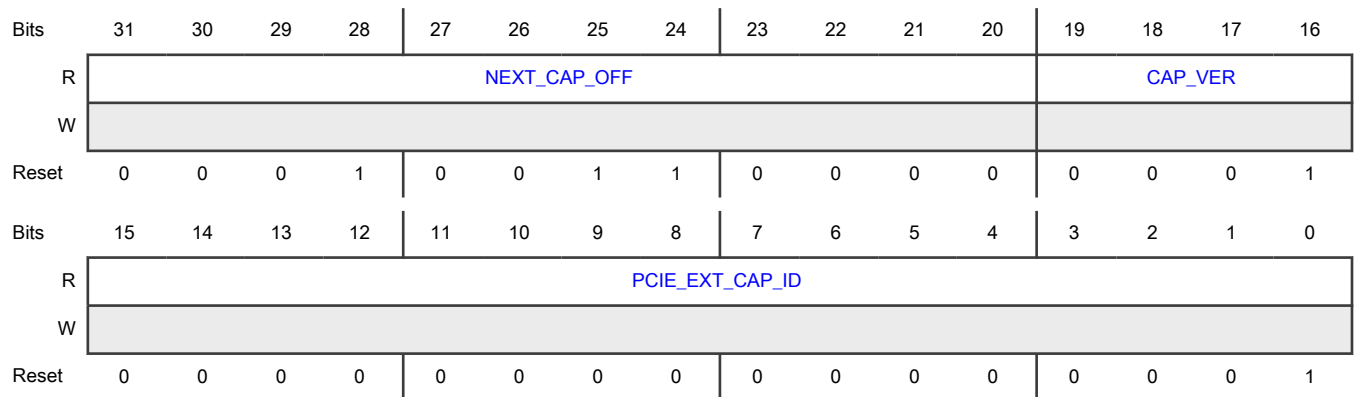 Bits 31 30 29 28 27 26 25 24 23 22 21 20 19 18 17 16
R NEXT_CAP_OFF CAP_VER
W
Reset 0 0 0 1 0 0 1 1 0 0 0 0 0 0 0 1
Bits 15 14 13 12 11 10 9 8 7 6 5 4 3 2 1 0
R PCIE_EXT_CAP_ID
W
Reset 0 0 0 0 0 0 0 0 0 0 0 0 0 0 0 1